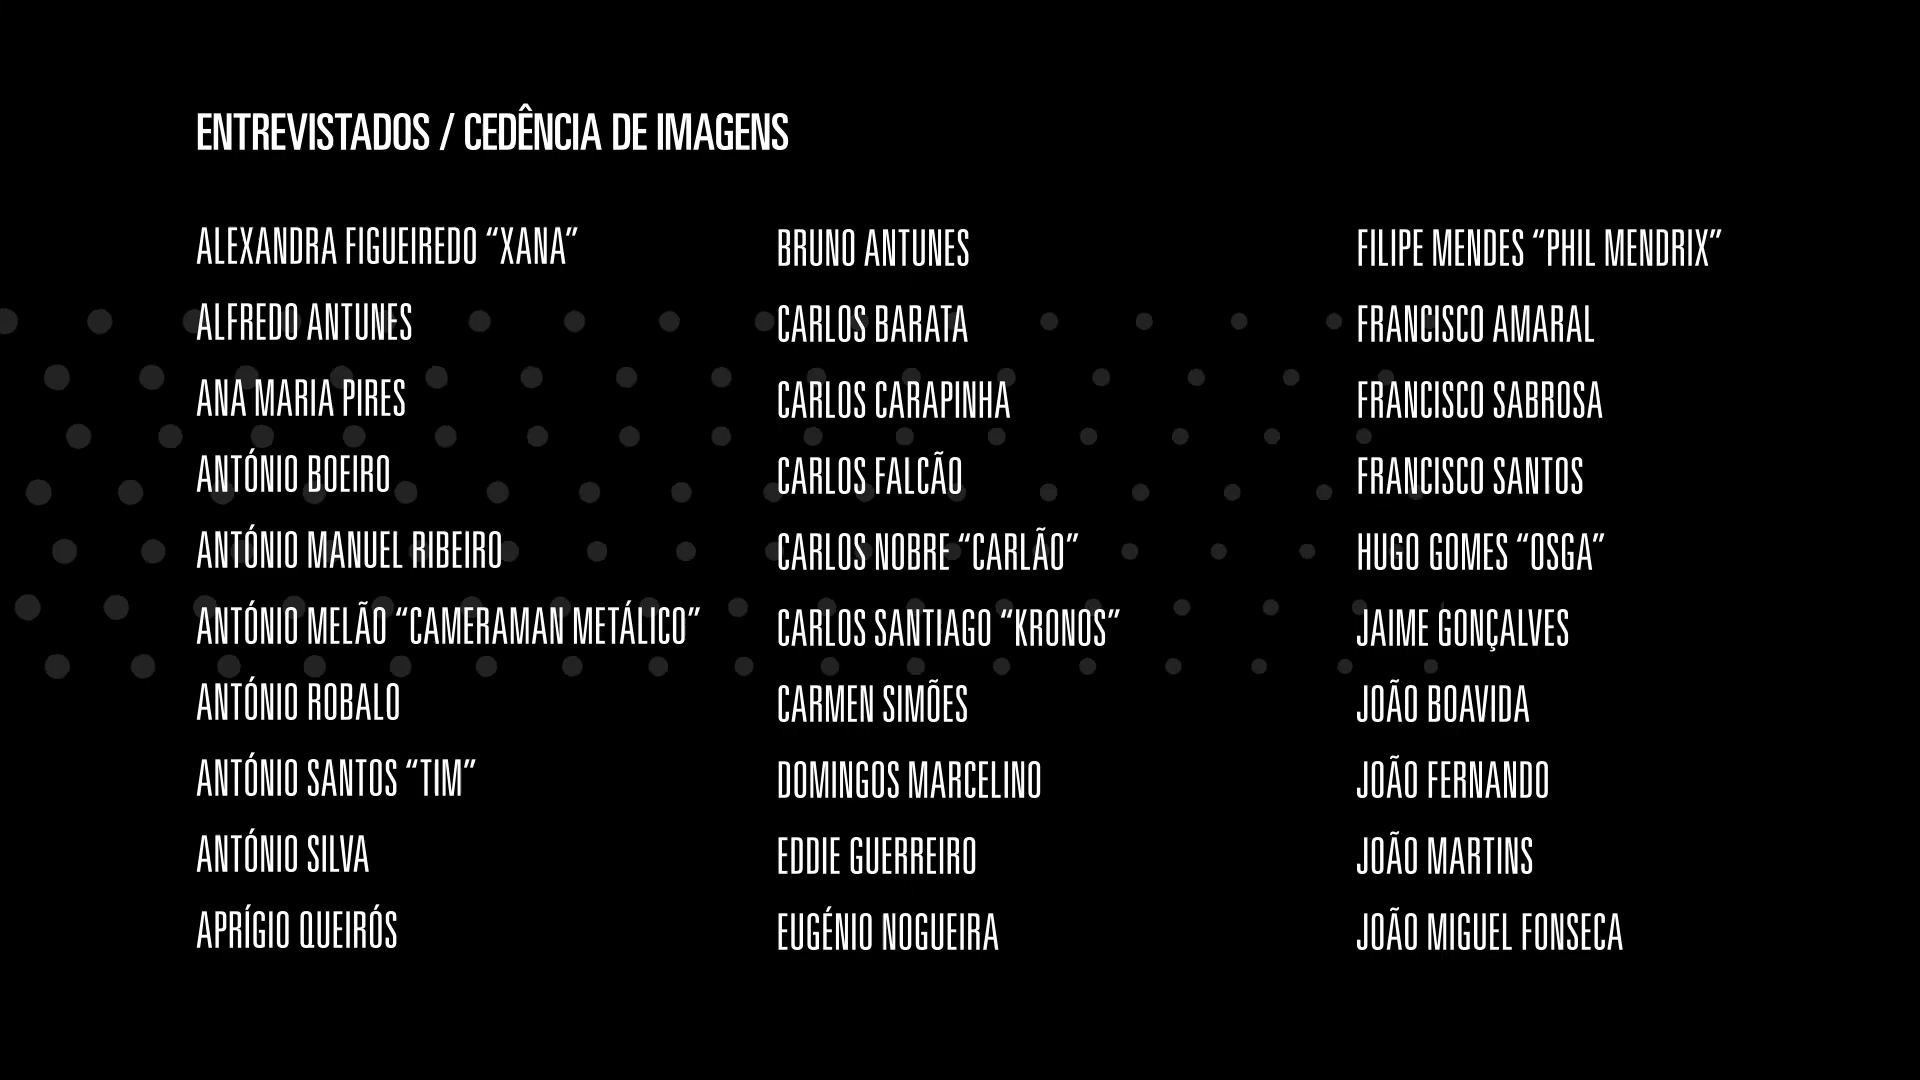 ENTREVISTADOS / CEDÊNCIA DE IMAGENS
ALEXANDRA FIGUEIREDO “XANA”
ALFREDO ANTUNES
ANA MARIA PIRES
ANTÓNIO BOEIRO
ANTÓNIO MANUEL RIBEIRO
ANTÓNIO MELÃO “CAMERAMAN METÁLICO”
ANTÓNIO ROBALO
ANTÓNIO SANTOS “TIM”
ANTÓNIO SILVA
APRÍGIO QUEIRÓS
BRUNO ANTUNES
CARLOS BARATA
CARLOS CARAPINHA
CARLOS FALCÃO
CARLOS NOBRE “CARLÃO”
CARLOS SANTIAGO “KRONOS”
CARMEN SIMÕES
DOMINGOS MARCELINO
EDDIE GUERREIRO
EUGÉNIO NOGUEIRA
FILIPE MENDES “PHIL MENDRIX”
FRANCISCO AMARAL
FRANCISCO SABROSA
FRANCISCO SANTOS
HUGO GOMES “OSGA”
JAIME GONÇALVES
JOÃO BOAVIDA
JOÃO FERNANDO
JOÃO MARTINS
JOÃO MIGUEL FONSECA